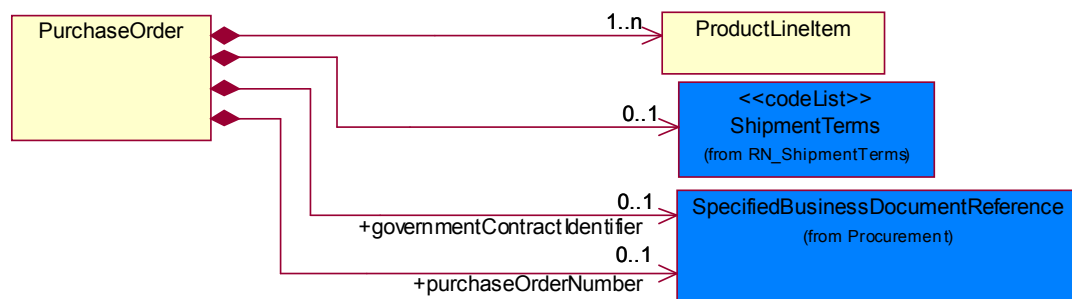 PurchaseOrder
1..n
ProductLineItem
0..1
<<codeList>>
ShipmentTerms
(from RN_ShipmentTerms)
0..1
+governmentContractIdentifier
SpecifiedBusinessDocumentReference
(from Procurement)
0..1
+purchaseOrderNumber